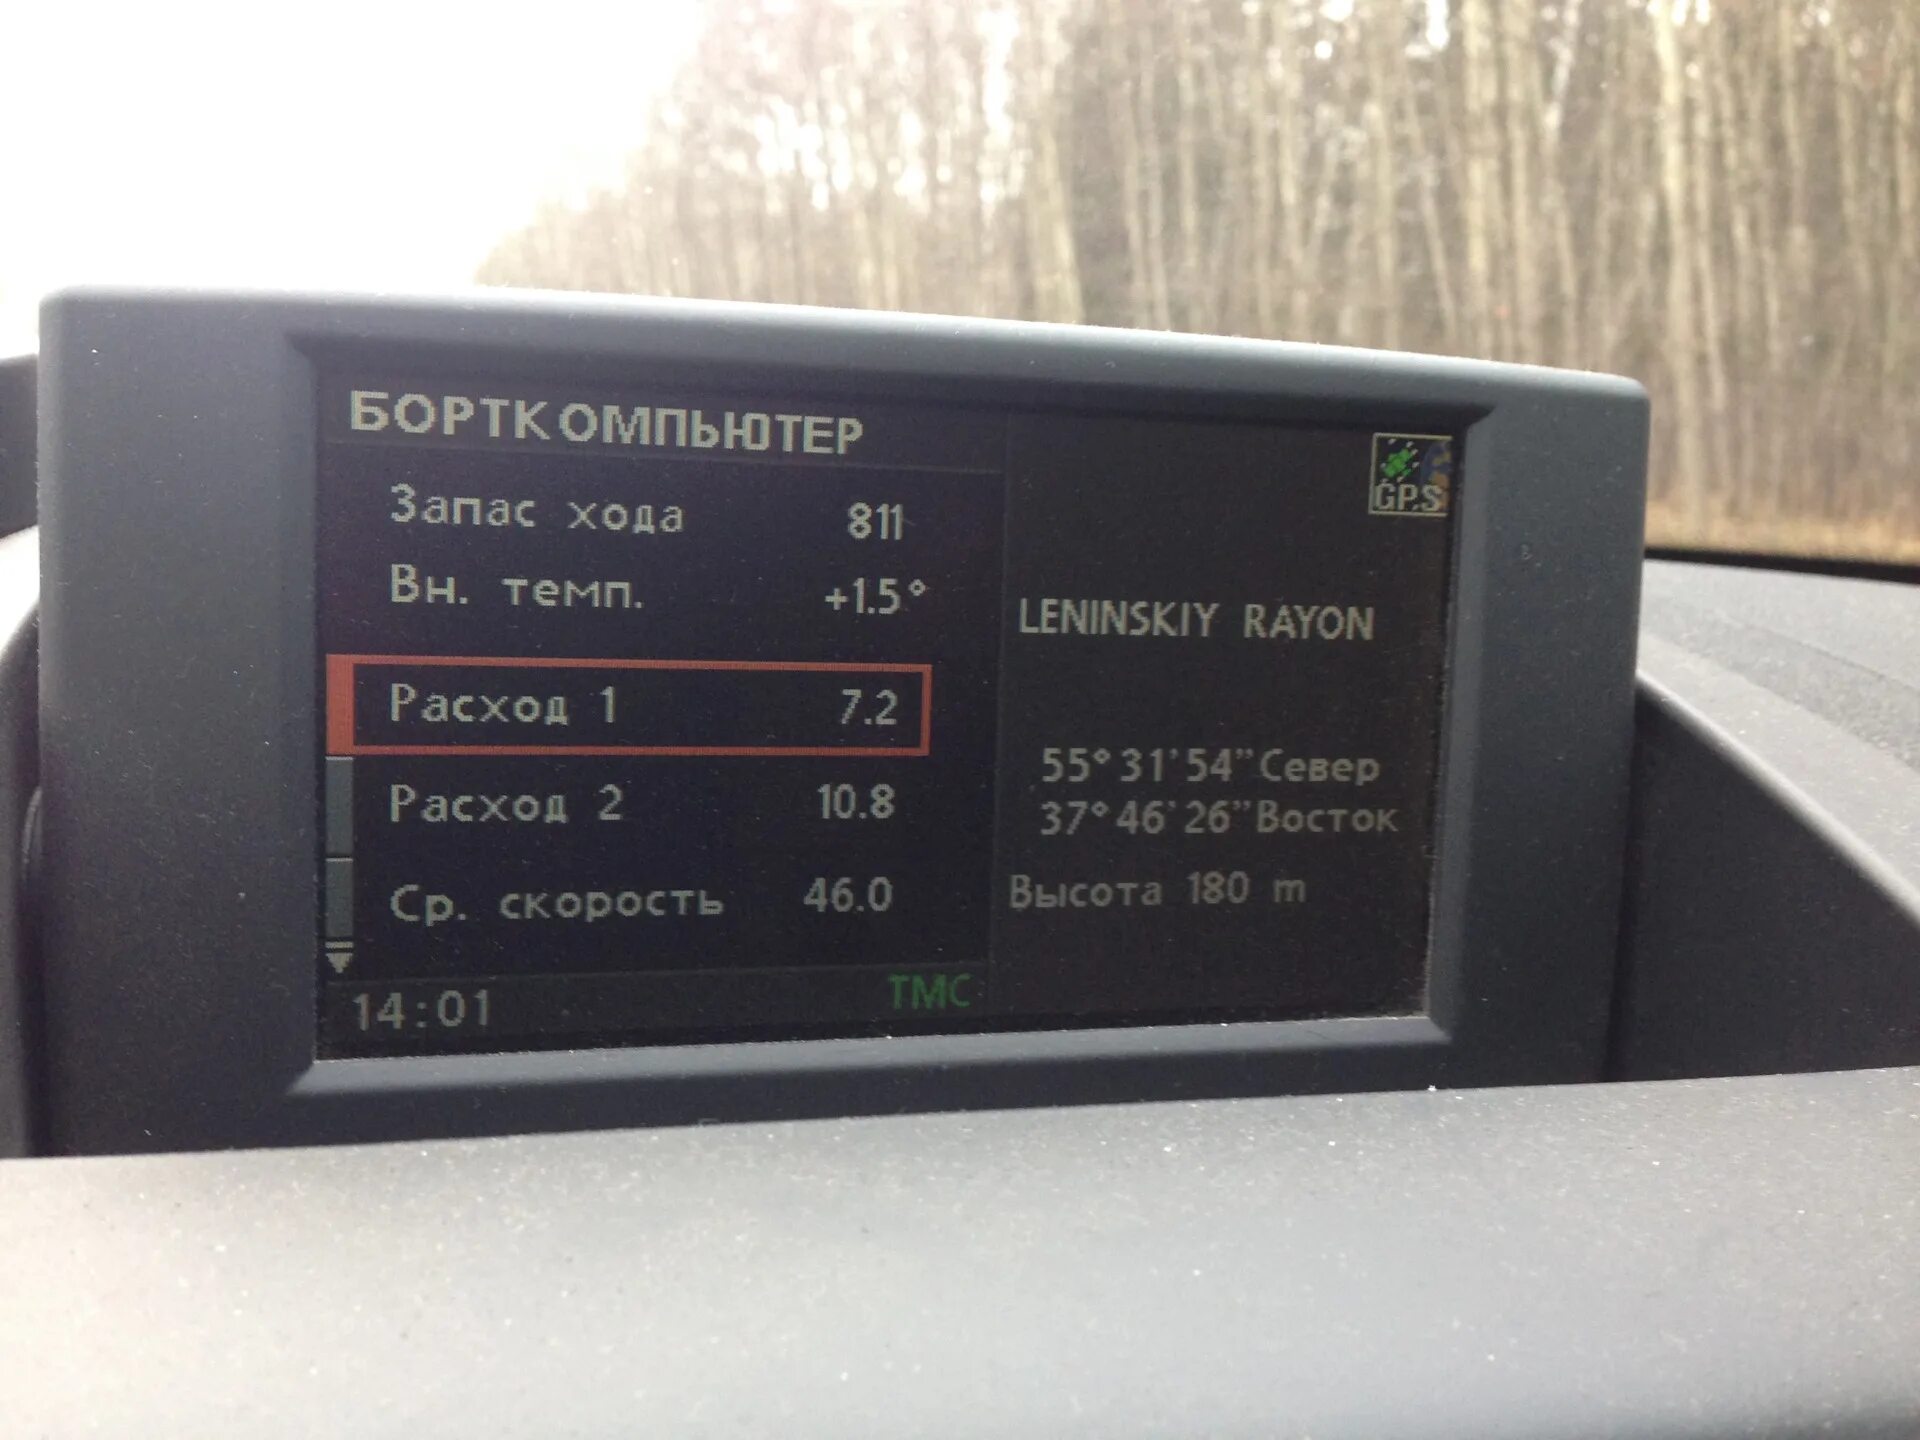 БОРТКОМПЬЮТЕР
GPS
Запас хода 811
Вн. темп. +1.5°
LENINSKIY RAYON
Расход 1 7.2
55°31'54"Север
Расход 2 10.8
37°46'26"Восток
Ср. скорость 46.0
Высота 180 m
14:01 TMC